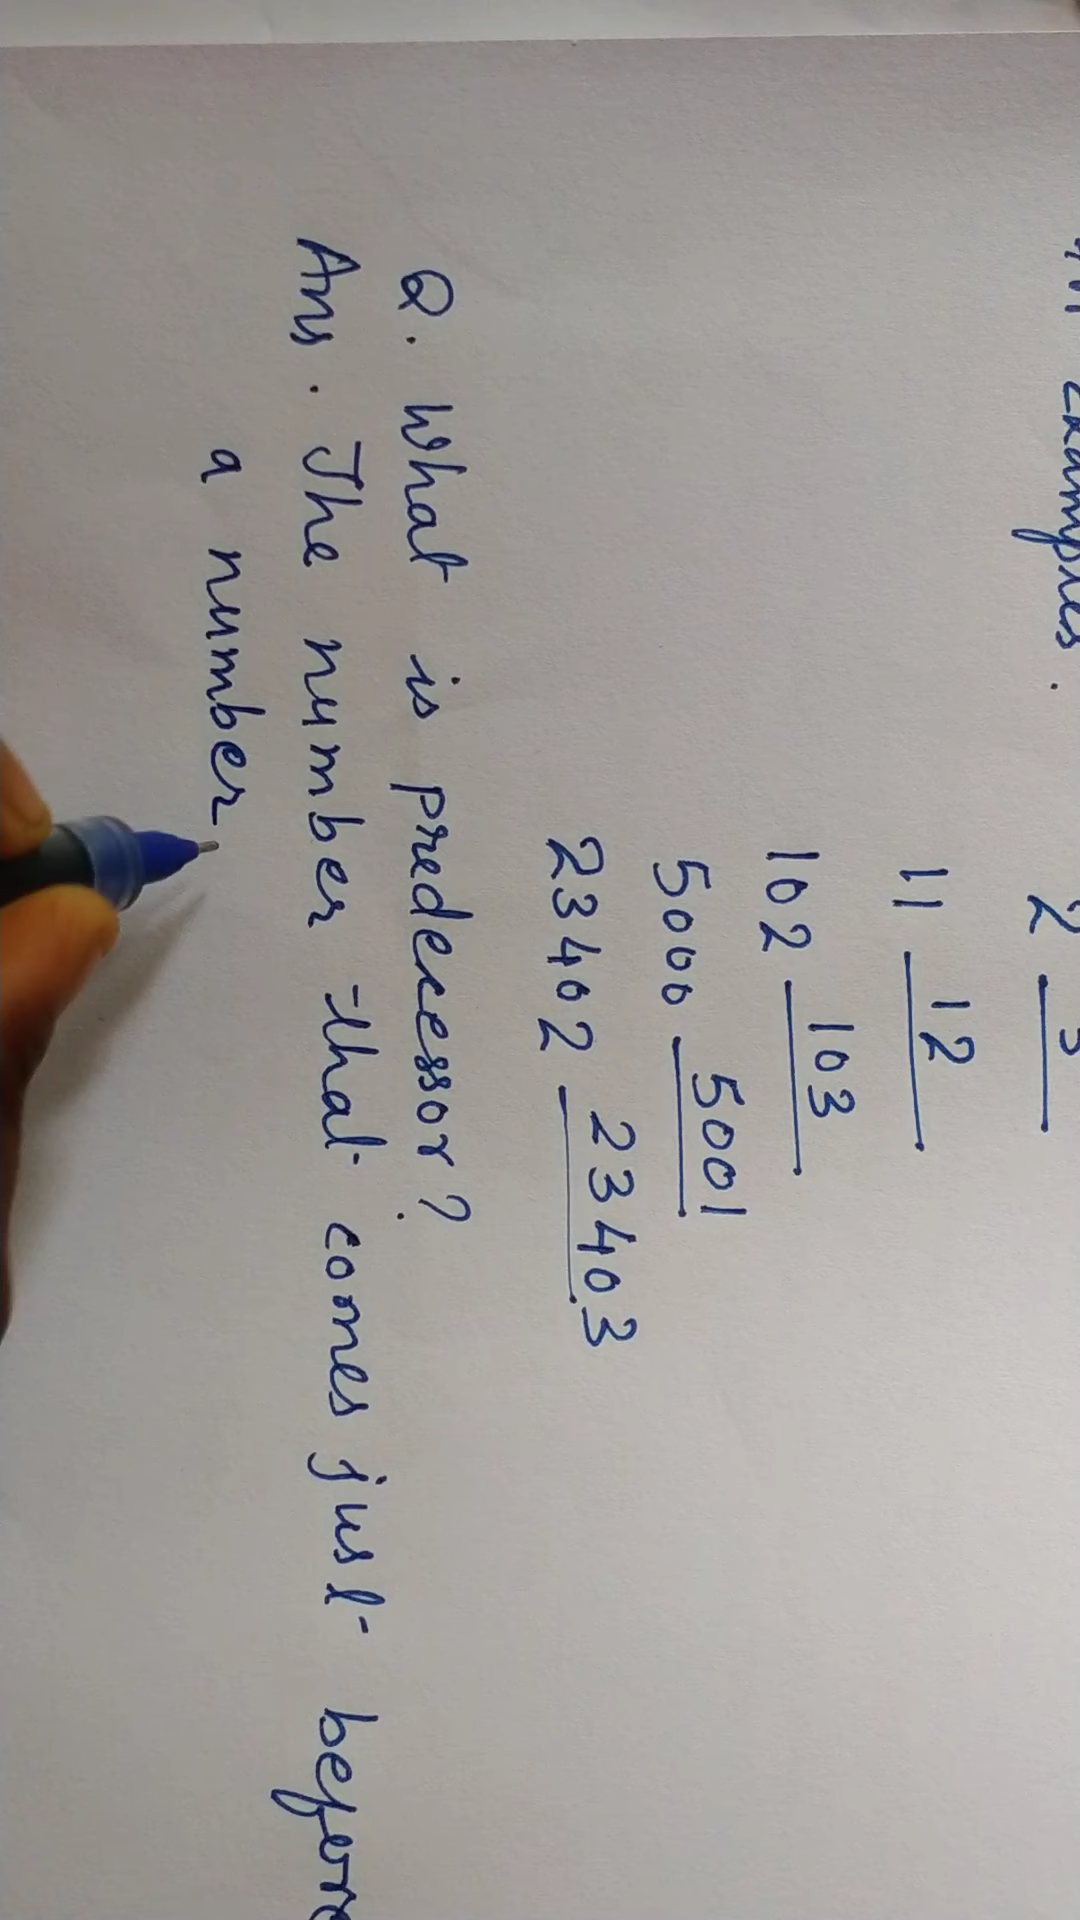 examples.
2
11 12
102 103
5000 5001
23402 23403
Q. What is predecessor?
Ans. The number that comes just before
a number